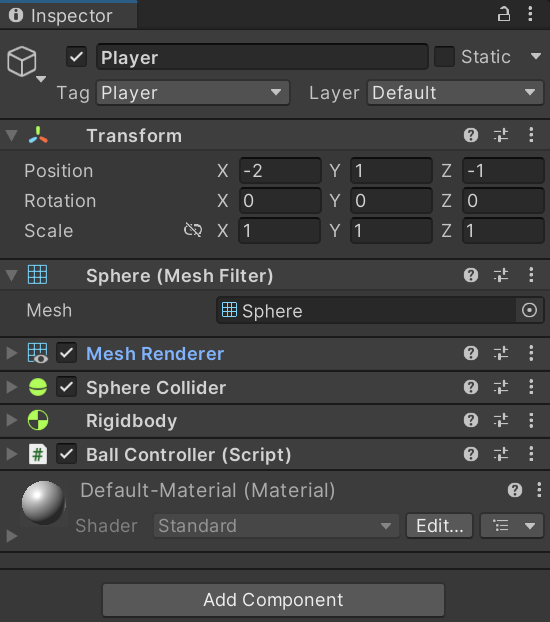 Inspector
Player
Static
Tag Player Layer Default
Transform
Position X -2 Y 1 Z -1
Rotation X 0 Y 0 Z 0
Scale X 1 Y 1 Z 1
Sphere (Mesh Filter)
Mesh Sphere
Mesh Renderer
Sphere Collider
Rigidbody
# Ball Controller (Script)
Default-Material (Material)
Shader Standard Edit...
Add Component